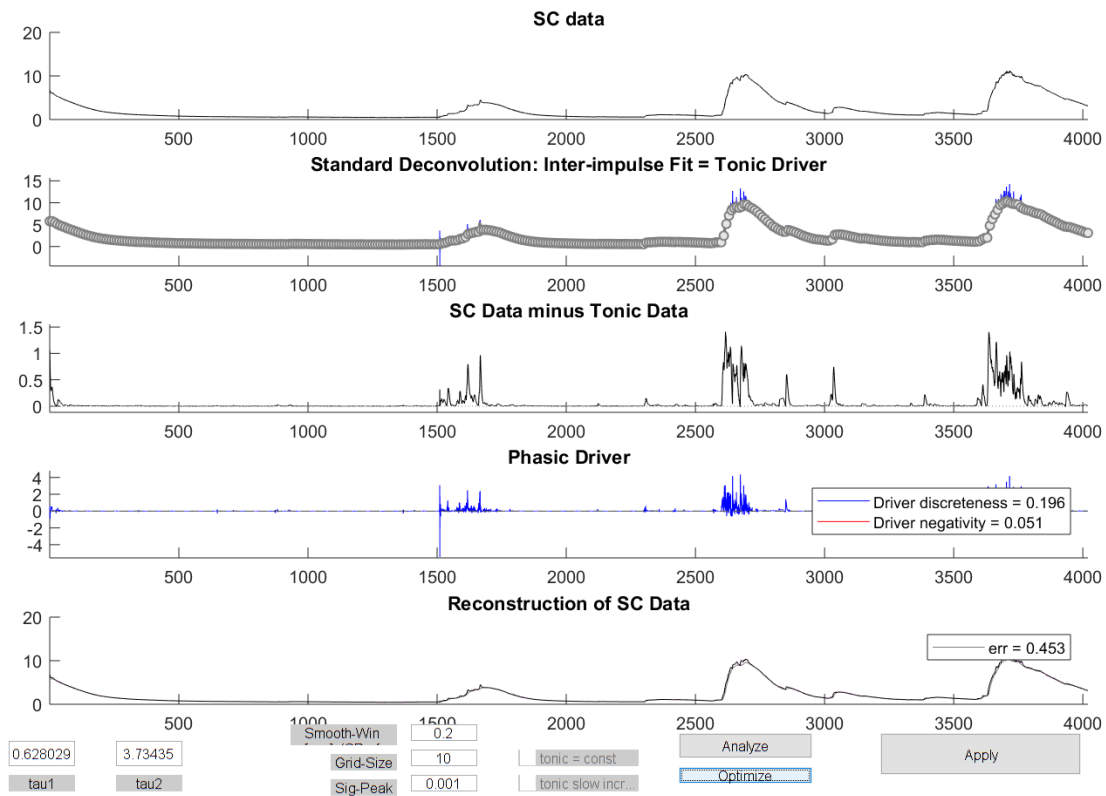 SC data
20
10
0
500 1000 1500 2000 2500 3000 3500 4000
Standard Deconvolution: Inter-impulse Fit = Tonic Driver
15
10
5
0
500 1000 1500 2000 2500 3000 3500 4000
SC Data minus Tonic Data
1.5
1
0.5
0
500 1000 1500 2000 2500 3000 3500 4000
Phasic Driver
4
2
0
-2
-4
Driver discreteness = 0.196
Driver negativity = 0.051
500 1000 1500 2000 2500 3000 3500 4000
Reconstruction of SC Data
20
10
0
err = 0.453
500 1000 1500 2000 2500 3000 3500 4000
Smooth-Win 0.2
0.628029 3.73435
tau1 tau2
Grid-Size 10
Sig-Peak 0.001
tonic = const
tonic slow incr...
Analyze
Optimize
Apply